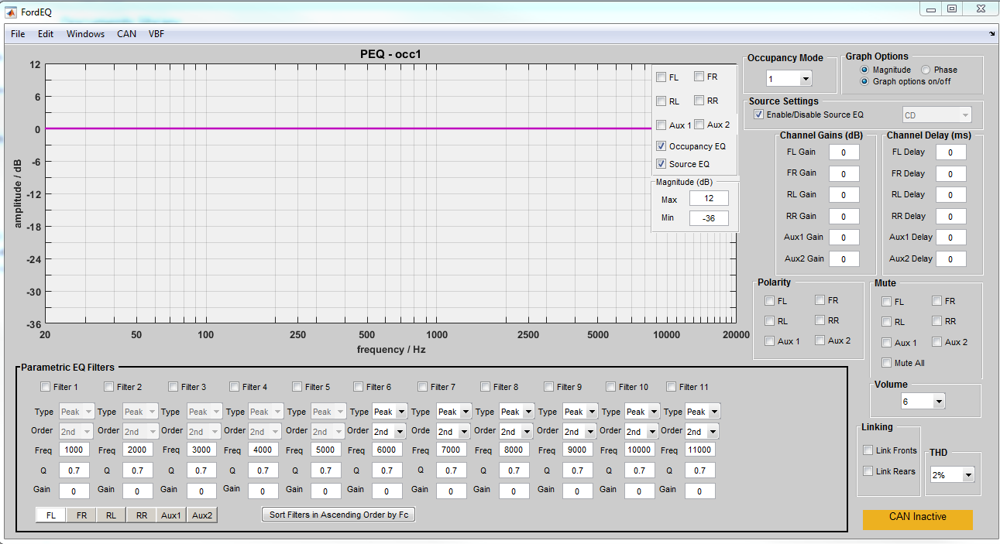 FordEQ
File Edit Windows CAN VBF
PEQ - occ1
12
6
0
-6
-12
-18
-24
-30
-36
amplitude / dB
20 50 100 250 500 1000 2500 5000 10000 20000
frequency / Hz
FL FR
RL RR
Aux 1 Aux 2
Occupancy EQ
Source EQ
Magnitude (dB)
Max 12
Min -36
Occupancy Mode
1
Graph Options
Magnitude Phase
Graph options on/off
Source Settings
Enable/Disable Source EQ CD
Channel Gains (dB)
FL Gain 0
FR Gain 0
RL Gain 0
RR Gain 0
Aux1 Gain 0
Aux2 Gain 0
Channel Delay (ms)
FL Delay 0
FR Delay 0
RL Delay 0
RR Delay 0
Aux1 Delay 0
Aux2 Delay 0
Polarity
FL FR
RL RR
Aux 1 Aux 2
Mute
FL FR
RL RR
Aux 1 Aux 2
Mute All
Volume
6
Linking
Link Fronts
Link Rears
THD
2%
CAN Inactive
Parametric EQ Filters
Filter 1 Filter 2 Filter 3 Filter 4 Filter 5 Filter 6 Filter 7 Filter 8 Filter 9 Filter 10 Filter 11
Type Peak Type Peak Type Peak Type Peak Type Peak Type Peak Type Peak Type Peak Type Peak Type Peak Type Peak
Order 2nd Order 2nd Order 2nd Order 2nd Order 2nd Order 2nd Orde 2nd Order 2nd Order 2nd Order 2nd Order 2nd
Freq 1000 Freq 2000 Freq 3000 Freq 4000 Freq 5000 Freq 6000 Freq 7000 Freq 8000 Freq 9000 Freq 10000 Freq 11000
Q 0.7 Q 0.7 Q 0.7 Q 0.7 Q 0.7 Q 0.7 Q 0.7 Q 0.7 Q 0.7 Q 0.7 Q 0.7
Gain 0 Gain 0 Gain 0 Gain 0 Gain 0 Gain 0 Gain 0 Gain 0 Gain 0 Gain 0 Gain 0
FL FR RL RR Aux1 Aux2 Sort Filters in Ascending Order by Fc